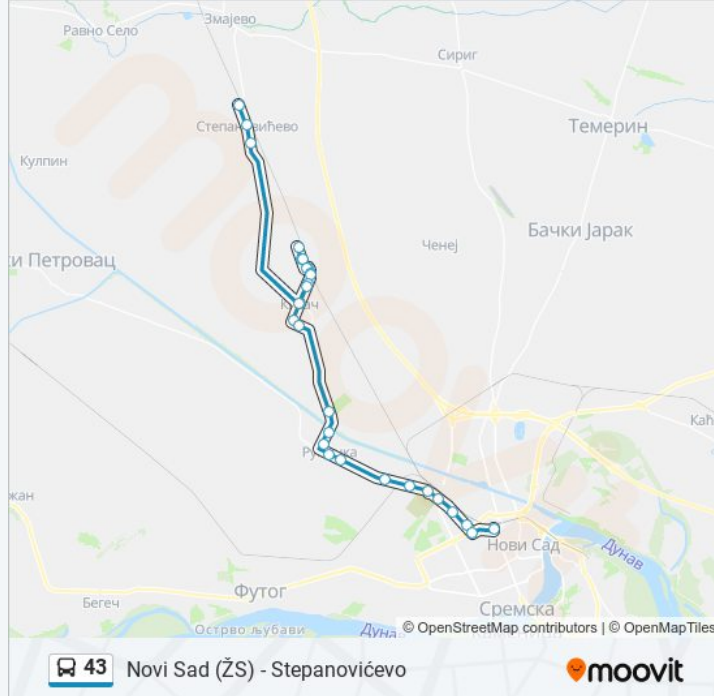 Змајево
Равно Село
Сириг
Темерин
Кулпин
Ченеј
Бачки Јарак
си Петровац
Нови Сад
Дунав
Футог
Бегеч
Сремска
Острво љубави
© OpenStreetMap contributors | © OpenMapTiles
43 Novi Sad (ŽS) - Stepanovićevo
moovit